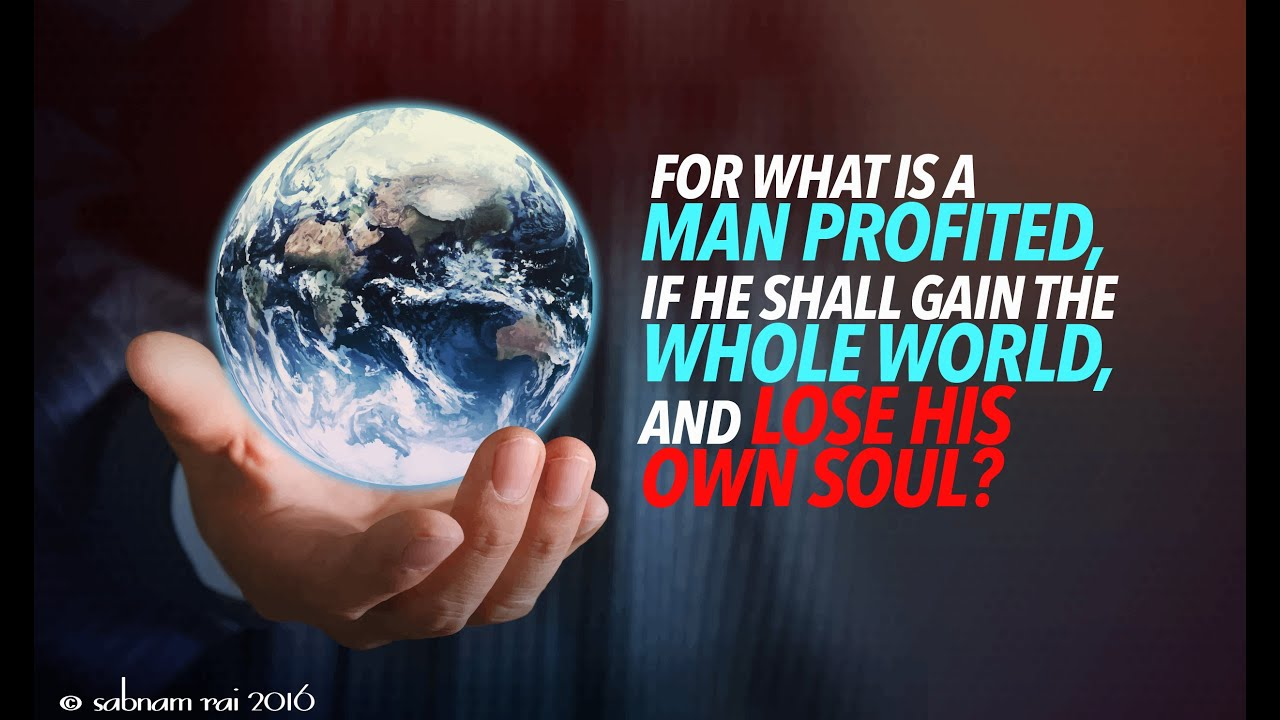 FOR WHAT IS A
MAN PROFITED,
IF HE SHALL GAIN THE
WHOLE WORLD,
AND LOSE HIS
OWN SOUL?
© sabnam rai 2016